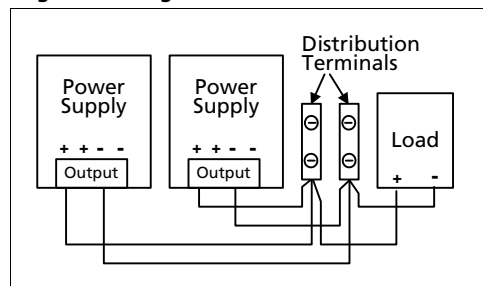 Distribution
Terminals
Power
Supply
+ + - -
Output
Power
Supply
+ + - -
Output
Load
+ -